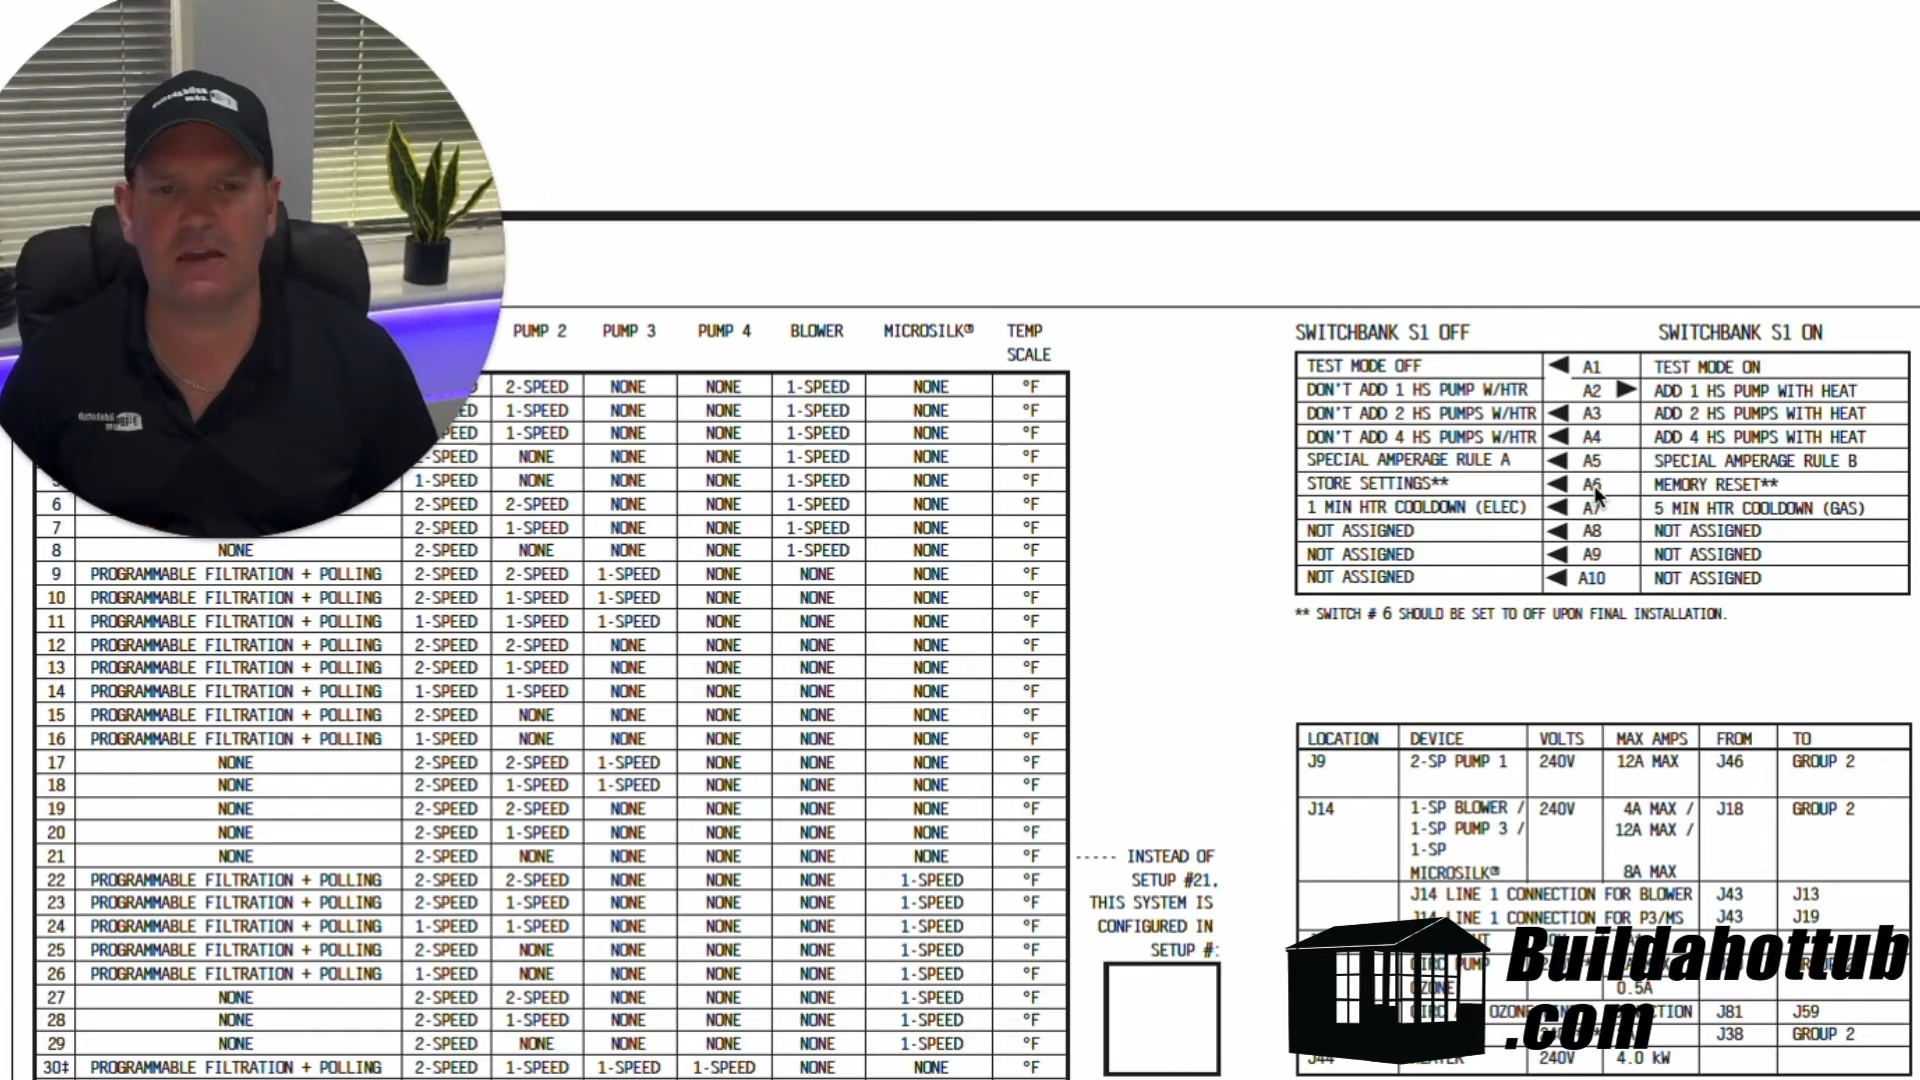 PUMP 2 PUMP 3 PUMP 4 BLOWER MICROSILK® TEMP SCALE
2-SPEED NONE NONE 1-SPEED NONE °F
1-SPEED NONE NONE 1-SPEED NONE °F
1-SPEED NONE NONE 1-SPEED NONE °F
NONE NONE NONE 1-SPEED NONE °F
1-SPEED NONE NONE NONE 1-SPEED NONE °F
6 2-SPEED 2-SPEED NONE NONE 1-SPEED NONE °F
7 2-SPEED 1-SPEED NONE NONE 1-SPEED NONE °F
8 NONE 2-SPEED NONE NONE NONE 1-SPEED NONE °F
9 PROGRAMMABLE FILTRATION + POLLING 2-SPEED 2-SPEED 1-SPEED NONE NONE NONE °F
10 PROGRAMMABLE FILTRATION + POLLING 2-SPEED 1-SPEED 1-SPEED NONE NONE NONE °F
11 PROGRAMMABLE FILTRATION + POLLING 1-SPEED 1-SPEED 1-SPEED NONE NONE NONE °F
12 PROGRAMMABLE FILTRATION + POLLING 2-SPEED 2-SPEED NONE NONE NONE NONE °F
13 PROGRAMMABLE FILTRATION + POLLING 2-SPEED 1-SPEED NONE NONE NONE NONE °F
14 PROGRAMMABLE FILTRATION + POLLING 1-SPEED 1-SPEED NONE NONE NONE NONE °F
15 PROGRAMMABLE FILTRATION + POLLING 2-SPEED NONE NONE NONE NONE NONE °F
16 PROGRAMMABLE FILTRATION + POLLING 1-SPEED NONE NONE NONE NONE NONE °F
17 NONE 2-SPEED 2-SPEED 1-SPEED NONE NONE NONE °F
18 NONE 2-SPEED 1-SPEED 1-SPEED NONE NONE NONE °F
19 NONE 2-SPEED 2-SPEED NONE NONE NONE NONE °F
20 NONE 2-SPEED 1-SPEED NONE NONE NONE NONE °F
21 NONE 2-SPEED NONE NONE NONE NONE NONE °F
22 PROGRAMMABLE FILTRATION + POLLING 2-SPEED 2-SPEED NONE NONE NONE 1-SPEED °F
23 PROGRAMMABLE FILTRATION + POLLING 2-SPEED 1-SPEED NONE NONE NONE 1-SPEED °F
24 PROGRAMMABLE FILTRATION + POLLING 1-SPEED 1-SPEED NONE NONE NONE 1-SPEED °F
25 PROGRAMMABLE FILTRATION + POLLING 2-SPEED NONE NONE NONE NONE 1-SPEED °F
26 PROGRAMMABLE FILTRATION + POLLING 1-SPEED NONE NONE NONE NONE 1-SPEED °F
27 NONE 2-SPEED 2-SPEED NONE NONE NONE 1-SPEED °F
28 NONE 2-SPEED 1-SPEED NONE NONE NONE 1-SPEED °F
29 NONE 2-SPEED NONE NONE NONE NONE 1-SPEED °F
30‡ PROGRAMMABLE FILTRATION + POLLING 2-SPEED 1-SPEED 1-SPEED 1-SPEED NONE NONE °F
----- INSTEAD OF
SETUP #21,
THIS SYSTEM IS
CONFIGURED IN
SETUP #:
SWITCHBANK S1 OFF SWITCHBANK S1 ON
TEST MODE OFF A1 TEST MODE ON
DON'T ADD 1 HS PUMP W/HTR A2 ADD 1 HS PUMP WITH HEAT
DON'T ADD 2 HS PUMPS W/HTR A3 ADD 2 HS PUMPS WITH HEAT
DON'T ADD 4 HS PUMPS W/HTR A4 ADD 4 HS PUMPS WITH HEAT
SPECIAL AMPERAGE RULE A A5 SPECIAL AMPERAGE RULE B
STORE SETTINGS** A6 MEMORY RESET**
1 MIN HTR COOLDOWN (ELEC) A7 5 MIN HTR COOLDOWN (GAS)
NOT ASSIGNED A8 NOT ASSIGNED
NOT ASSIGNED A9 NOT ASSIGNED
NOT ASSIGNED A10 NOT ASSIGNED
** SWITCH # 6 SHOULD BE SET TO OFF UPON FINAL INSTALLATION.
LOCATION DEVICE VOLTS MAX AMPS FROM TO
J9 2-SP PUMP 1 240V 12A MAX J46 GROUP 2
J14 1-SP BLOWER / 240V 4A MAX / J18 GROUP 2
1-SP PUMP 3 / 12A MAX /
1-SP
MICROSILK® 8A MAX
J14 LINE 1 CONNECTION FOR BLOWER J43 J13
J14 LINE 1 CONNECTION FOR P3/MS J43 J19
CIRC PUMP
OZONE 0.5A
OZONE J81 J59
J38 GROUP 2
J44 HEATER 240V 4.0 kW
Buildahottub
.com